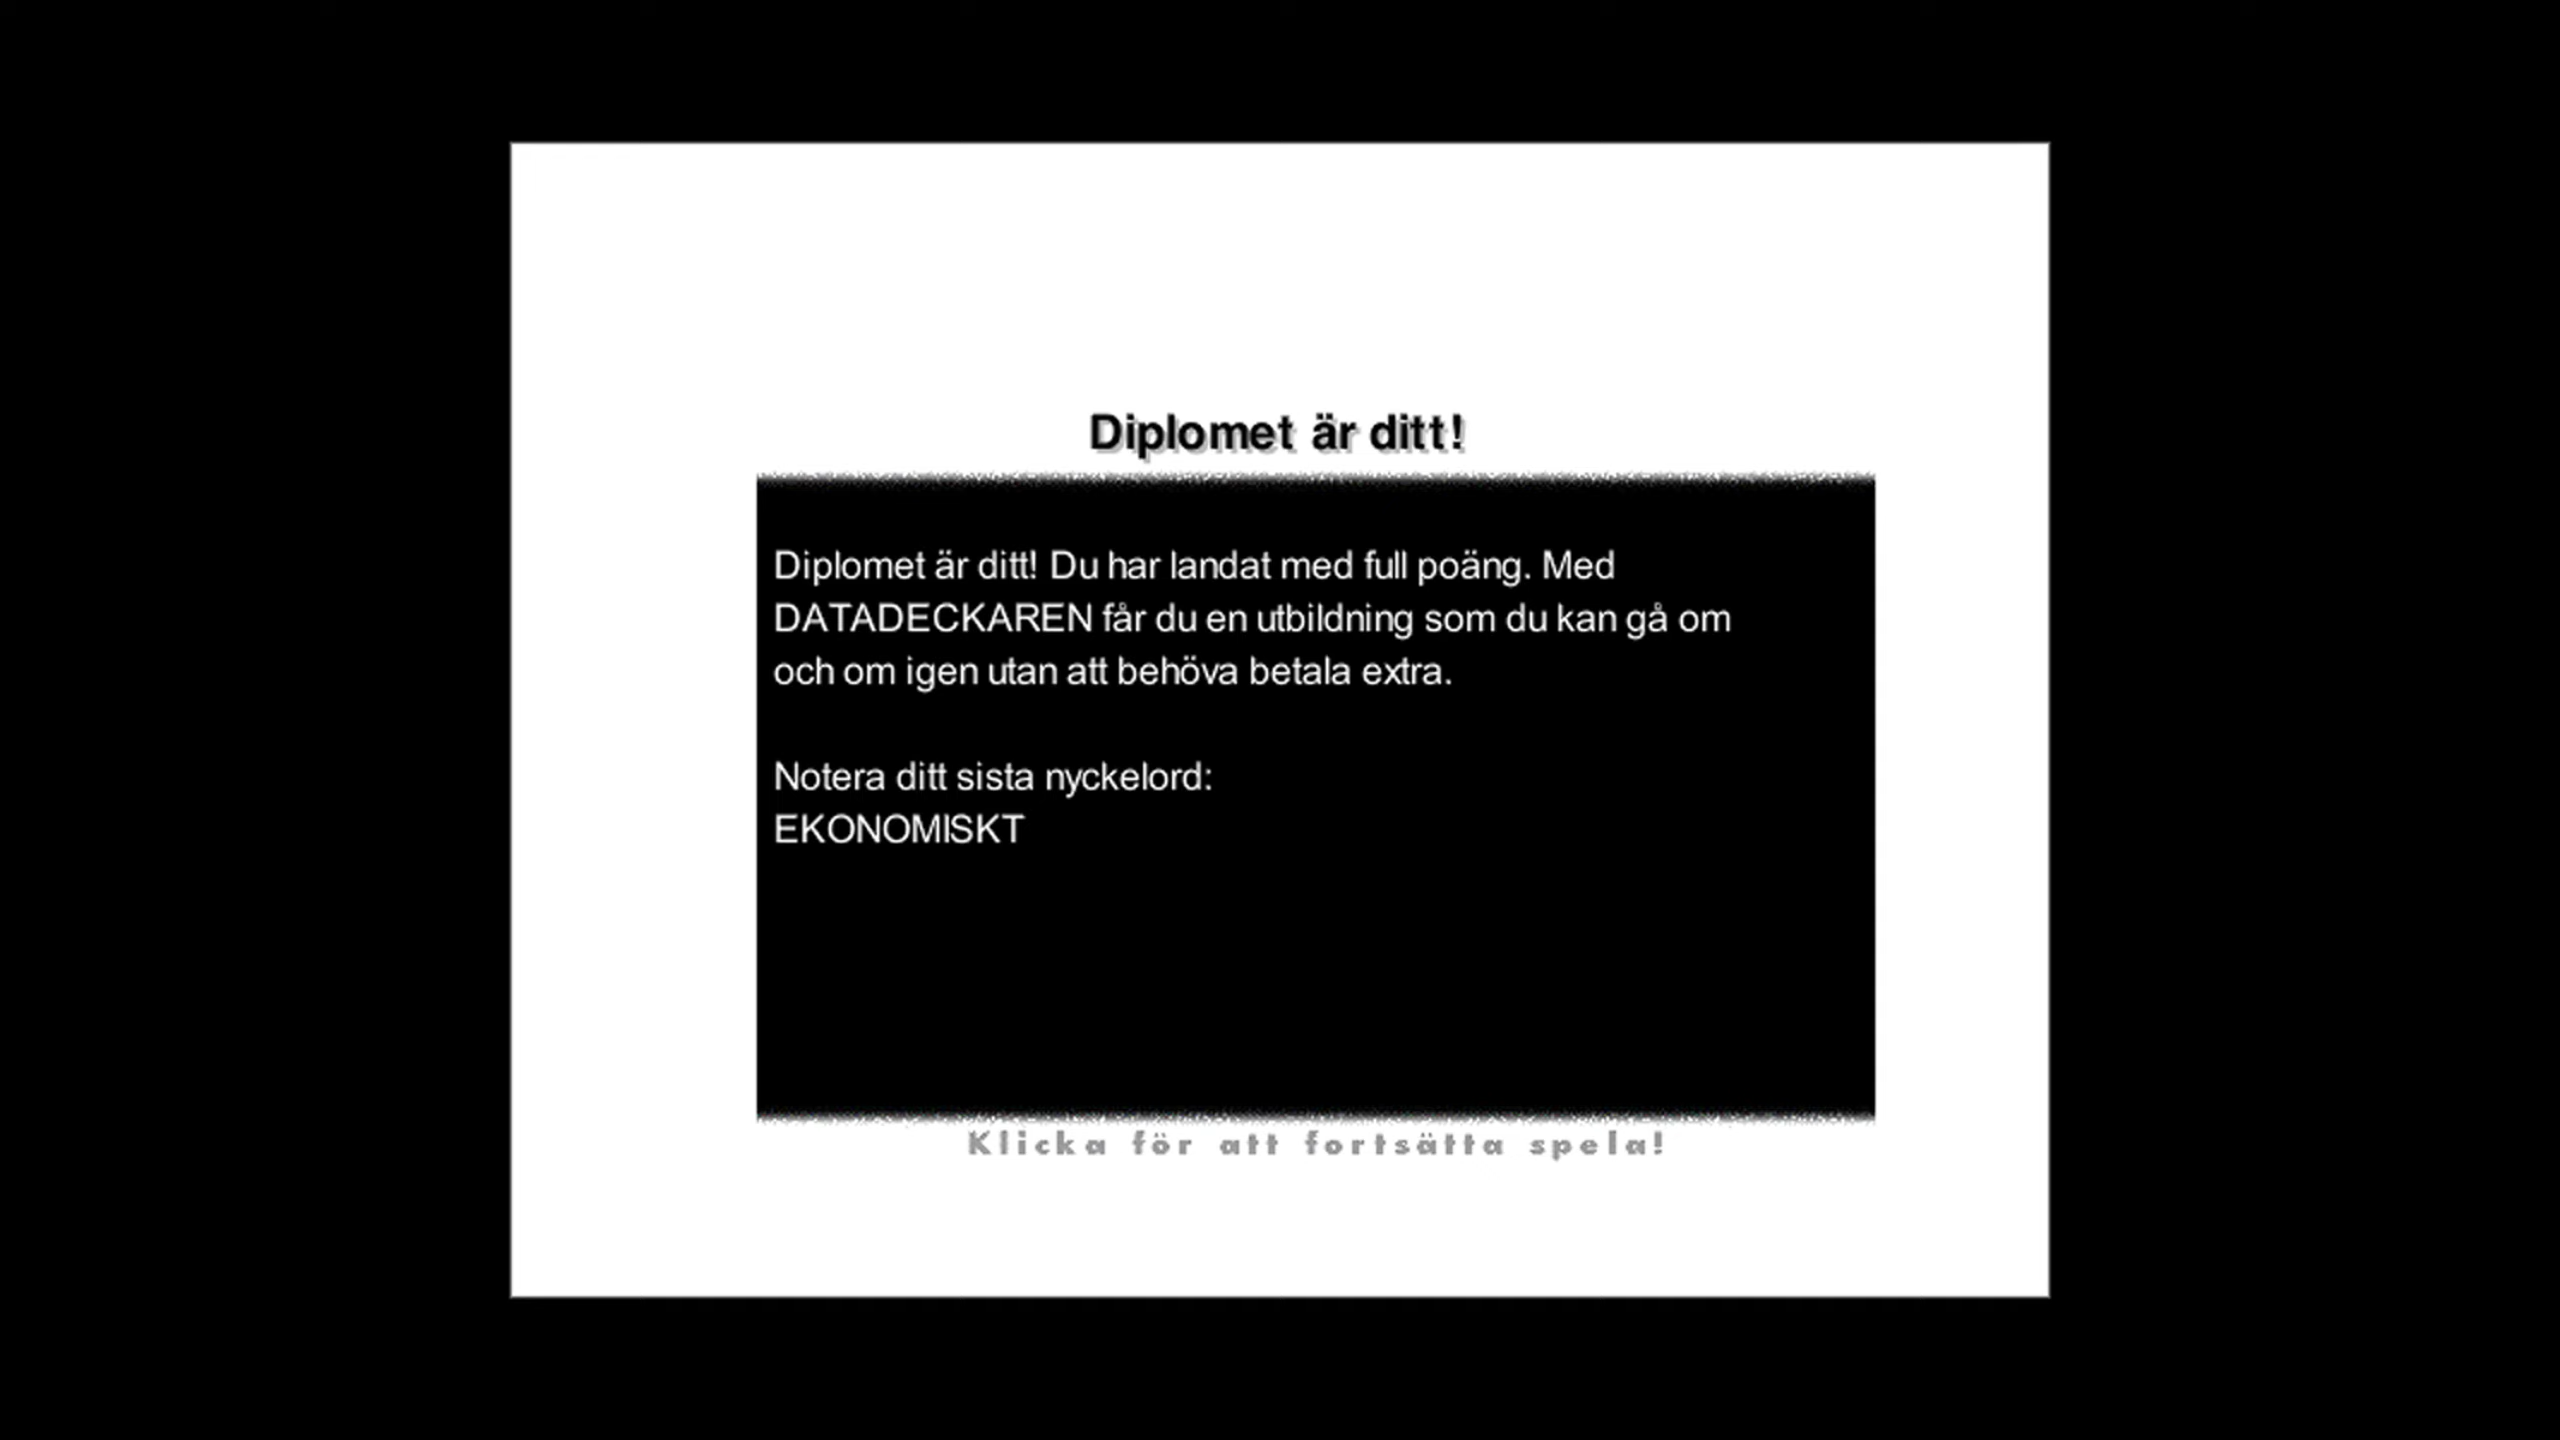 Diplomet är ditt!
Diplomet är ditt! Du har landat med full poäng. Med
DATADECKAREN får du en utbildning som du kan gå om
och om igen utan att behöva betala extra.
Notera ditt sista nyckelord:
EKONOMISKT
Klicka för att fortsätta spela!